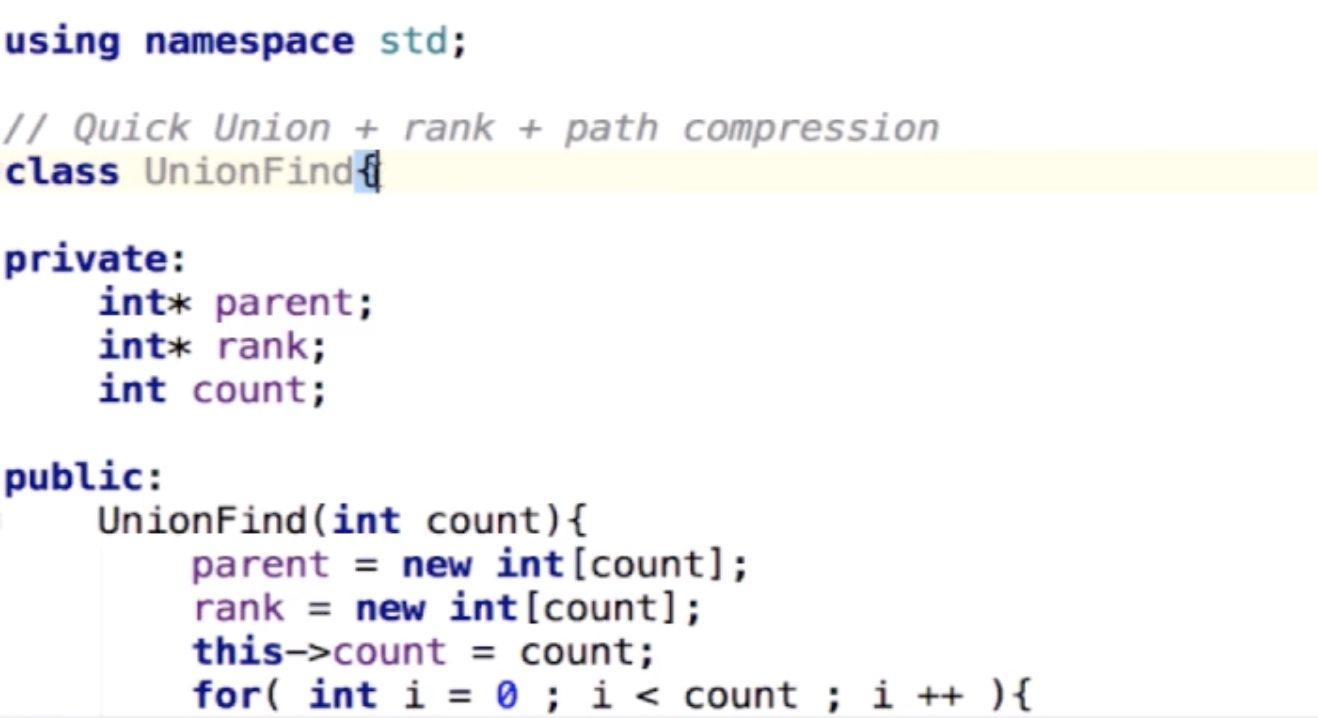 using namespace std;
// Quick Union + rank + path compression
class UnionFind{
private:
int* parent;
int* rank;
int count;
public:
UnionFind(int count){
parent = new int[count];
rank = new int[count];
this->count = count;
for( int i = 0 ; i < count ; i ++ ){